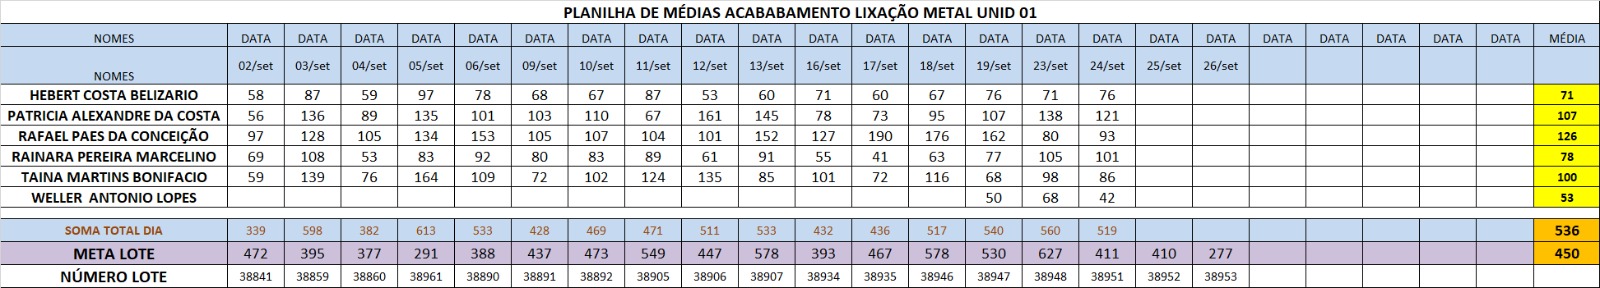 PLANILHA DE MÉDIAS ACABABAMENTO LIXAÇÃO METAL UNID 01
NOMES DATA DATA DATA DATA DATA DATA DATA DATA DATA DATA DATA DATA DATA DATA DATA DATA DATA DATA DATA DATA DATA DATA DATA MÉDIA
NOMES 02/set 03/set 04/set 05/set 06/set 09/set 10/set 11/set 12/set 13/set 16/set 17/set 18/set 19/set 23/set 24/set 25/set 26/set
HEBERT COSTA BELIZARIO 58 87 59 97 78 68 67 87 53 60 71 60 67 76 71 76 71
PATRICIA ALEXANDRE DA COSTA 56 136 89 135 101 103 110 67 161 145 78 73 95 107 138 121 107
RAFAEL PAES DA CONCEIÇÃO 97 128 105 134 153 105 107 104 101 152 127 190 176 162 80 93 126
RAINARA PEREIRA MARCELINO 69 108 53 83 92 80 83 89 61 91 55 41 63 77 105 101 78
TAINA MARTINS BONIFACIO 59 139 76 164 109 72 102 124 135 85 101 72 116 68 98 86 100
WELLER ANTONIO LOPES 50 68 42 53
SOMA TOTAL DIA 339 598 382 613 533 428 469 471 511 533 432 436 517 540 560 519 536
META LOTE 472 395 377 291 388 437 473 549 447 578 393 467 578 530 627 451 410 277 450
NÚMERO LOTE 38841 38859 38860 38961 38890 38891 38892 38905 38906 38907 38934 38935 38946 38947 38948 38951 38952 38953